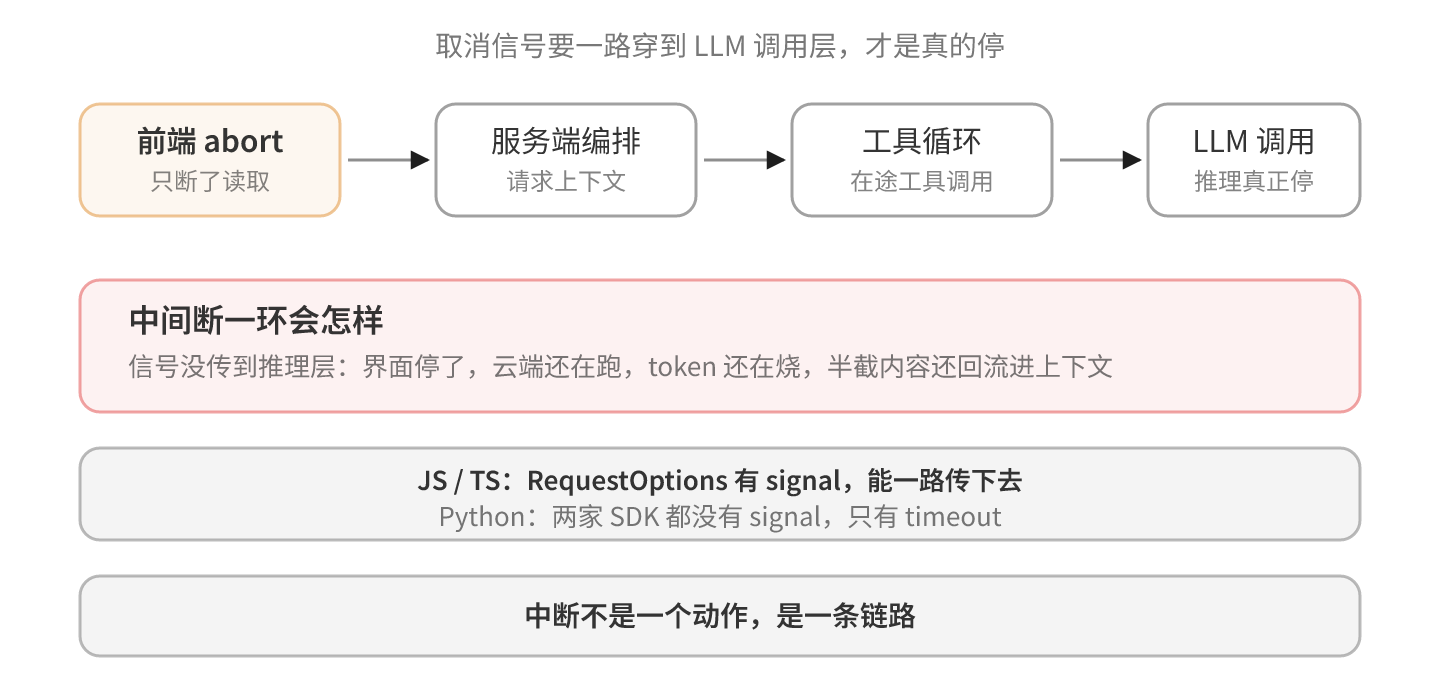 取消信号要一路穿到 LLM 调用层，才是真的停
前端 abort
只断了读取
服务端编排
请求上下文
工具循环
在途工具调用
LLM 调用
推理真正停
中间断一环会怎样
信号没传到推理层：界面停了，云端还在跑，token 还在烧，半截内容还回流进上下文
JS / TS：RequestOptions 有 signal，能一路传下去
Python：两家 SDK 都没有 signal，只有 timeout
中断不是一个动作，是一条链路